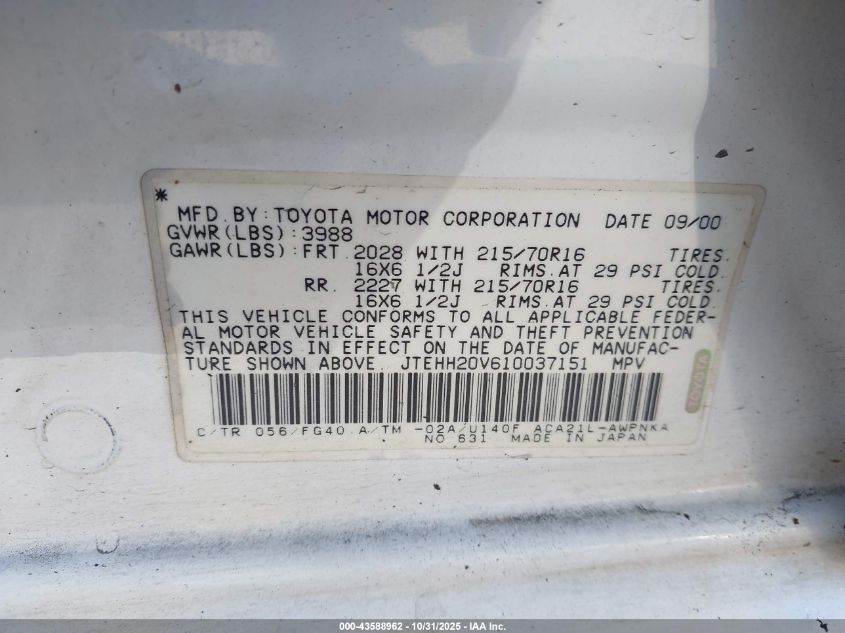 *
MFD.BY:TOYOTA MOTOR CORPORATION DATE 09/00
GVWR(LBS):3988
GAWR(LBS):FRT. 2028 WITH 215/70R16 TIRES.
16X6 1/2J RIMS.AT 29 PSI COLD.
RR. 2227 WITH 215/70R16 TIRES.
16X6 1/2J RIMS.AT 29 PSI COLD.
THIS VEHICLE CONFORMS TO ALL APPLICABLE FEDER-
AL MOTOR VEHICLE SAFETY AND THEFT PREVENTION
STANDARDS IN EFFECT ON THE DATE OF MANUFAC-
TURE SHOWN ABOVE. JTEHH20V610037151 MPV
TOYOTA
C/TR 056/FG40.A/TM -02A/U140F ACA21L-AWPNKA
NO 631 MADE IN JAPAN
000-43588962 - 10/31/2025 - IAA Inc.